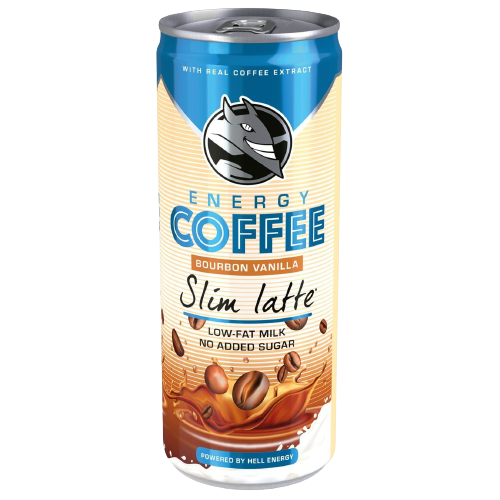 WITH REAL COFFEE EXTRACT
ENERGY
COFFEE
BOURBON VANILLA
Slim latte*
LOW-FAT MILK
NO ADDED SUGAR
POWERED BY HELL ENERGY